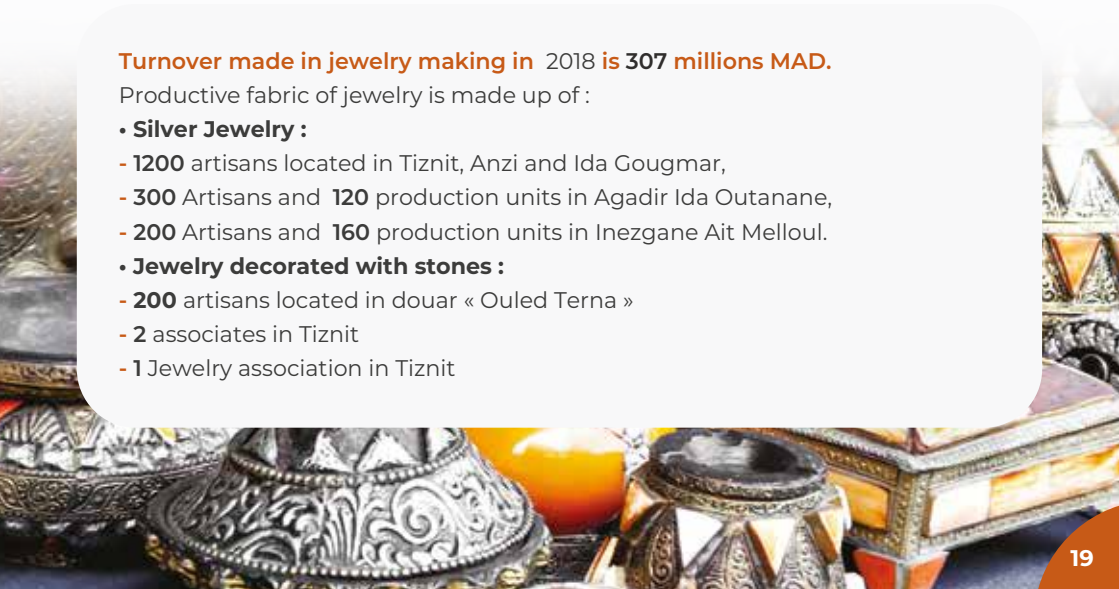 Turnover made in jewelry making in 2018 is 307 millions MAD.
Productive fabric of jewelry is made up of :
• Silver Jewelry :
- 1200 artisans located in Tiznit, Anzi and Ida Gougmar,
- 300 Artisans and 120 production units in Agadir Ida Outanane,
- 200 Artisans and 160 production units in Inezgane Ait Melloul.
• Jewelry decorated with stones :
- 200 artisans located in douar « Ouled Terna »
- 2 associates in Tiznit
- 1 Jewelry association in Tiznit
19